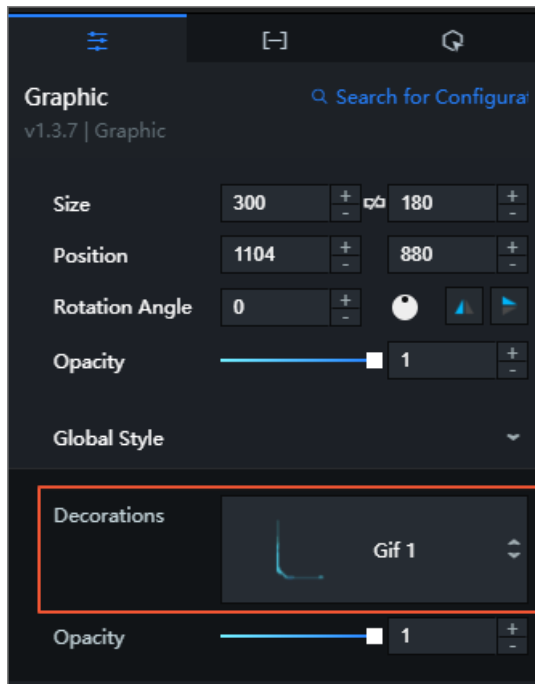 Graphic
Search for Configurat
v1.3.7 | Graphic
Size 300 + - 180 + -
Position 1104 + - 880 + -
Rotation Angle 0 + -
Opacity 1 + -
Global Style
Decorations Gif 1
Opacity 1 + -